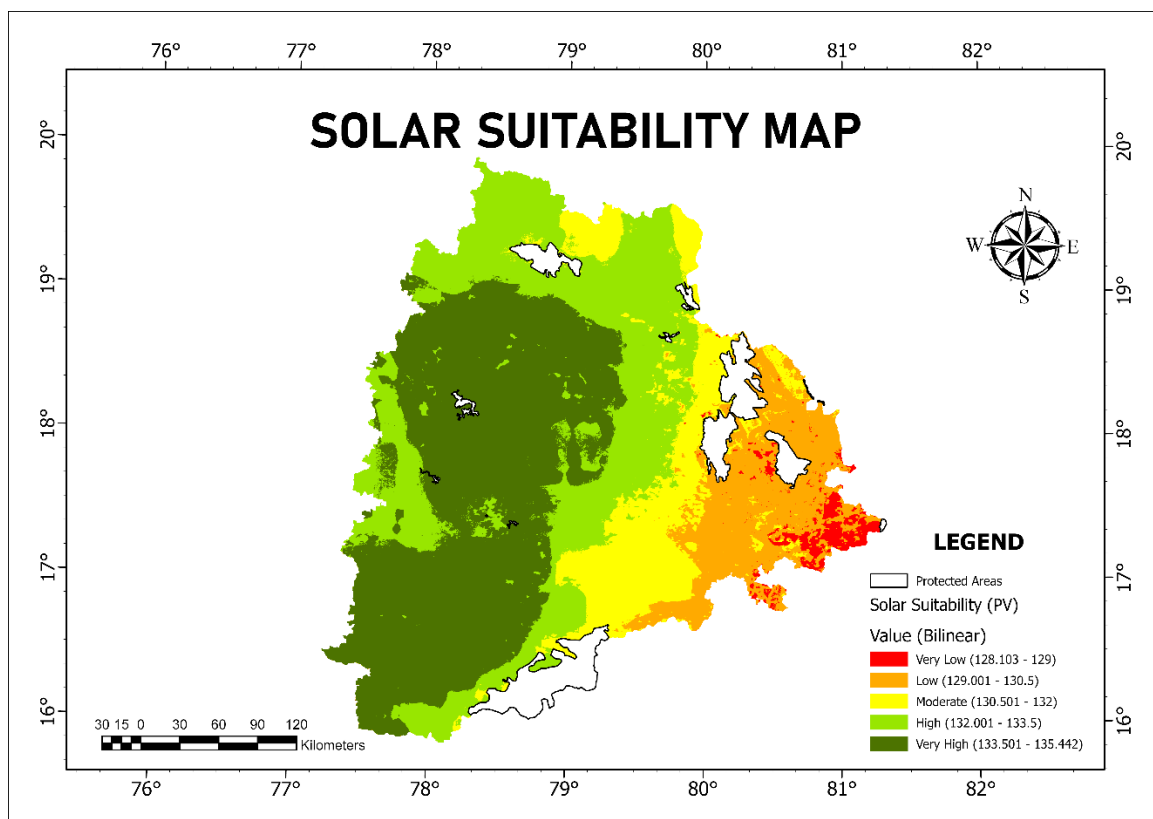 76° 77° 78° 79° 80° 81° 82°
SOLAR SUITABILITY MAP
20° 20°
N
W E
S
19° 19°
18° 18°
17° 17°
16° 16°
LEGEND
Protected Areas
Solar Suitability (PV)
Value (Bilinear)
Very Low (128.103 - 129)
Low (129.001 - 130.5)
Moderate (130.501 - 132)
High (132.001 - 133.5)
Very High (133.501 - 135.442)
30 15 0 30 60 90 120
Kilometers
76° 77° 78° 79° 80° 81° 82°